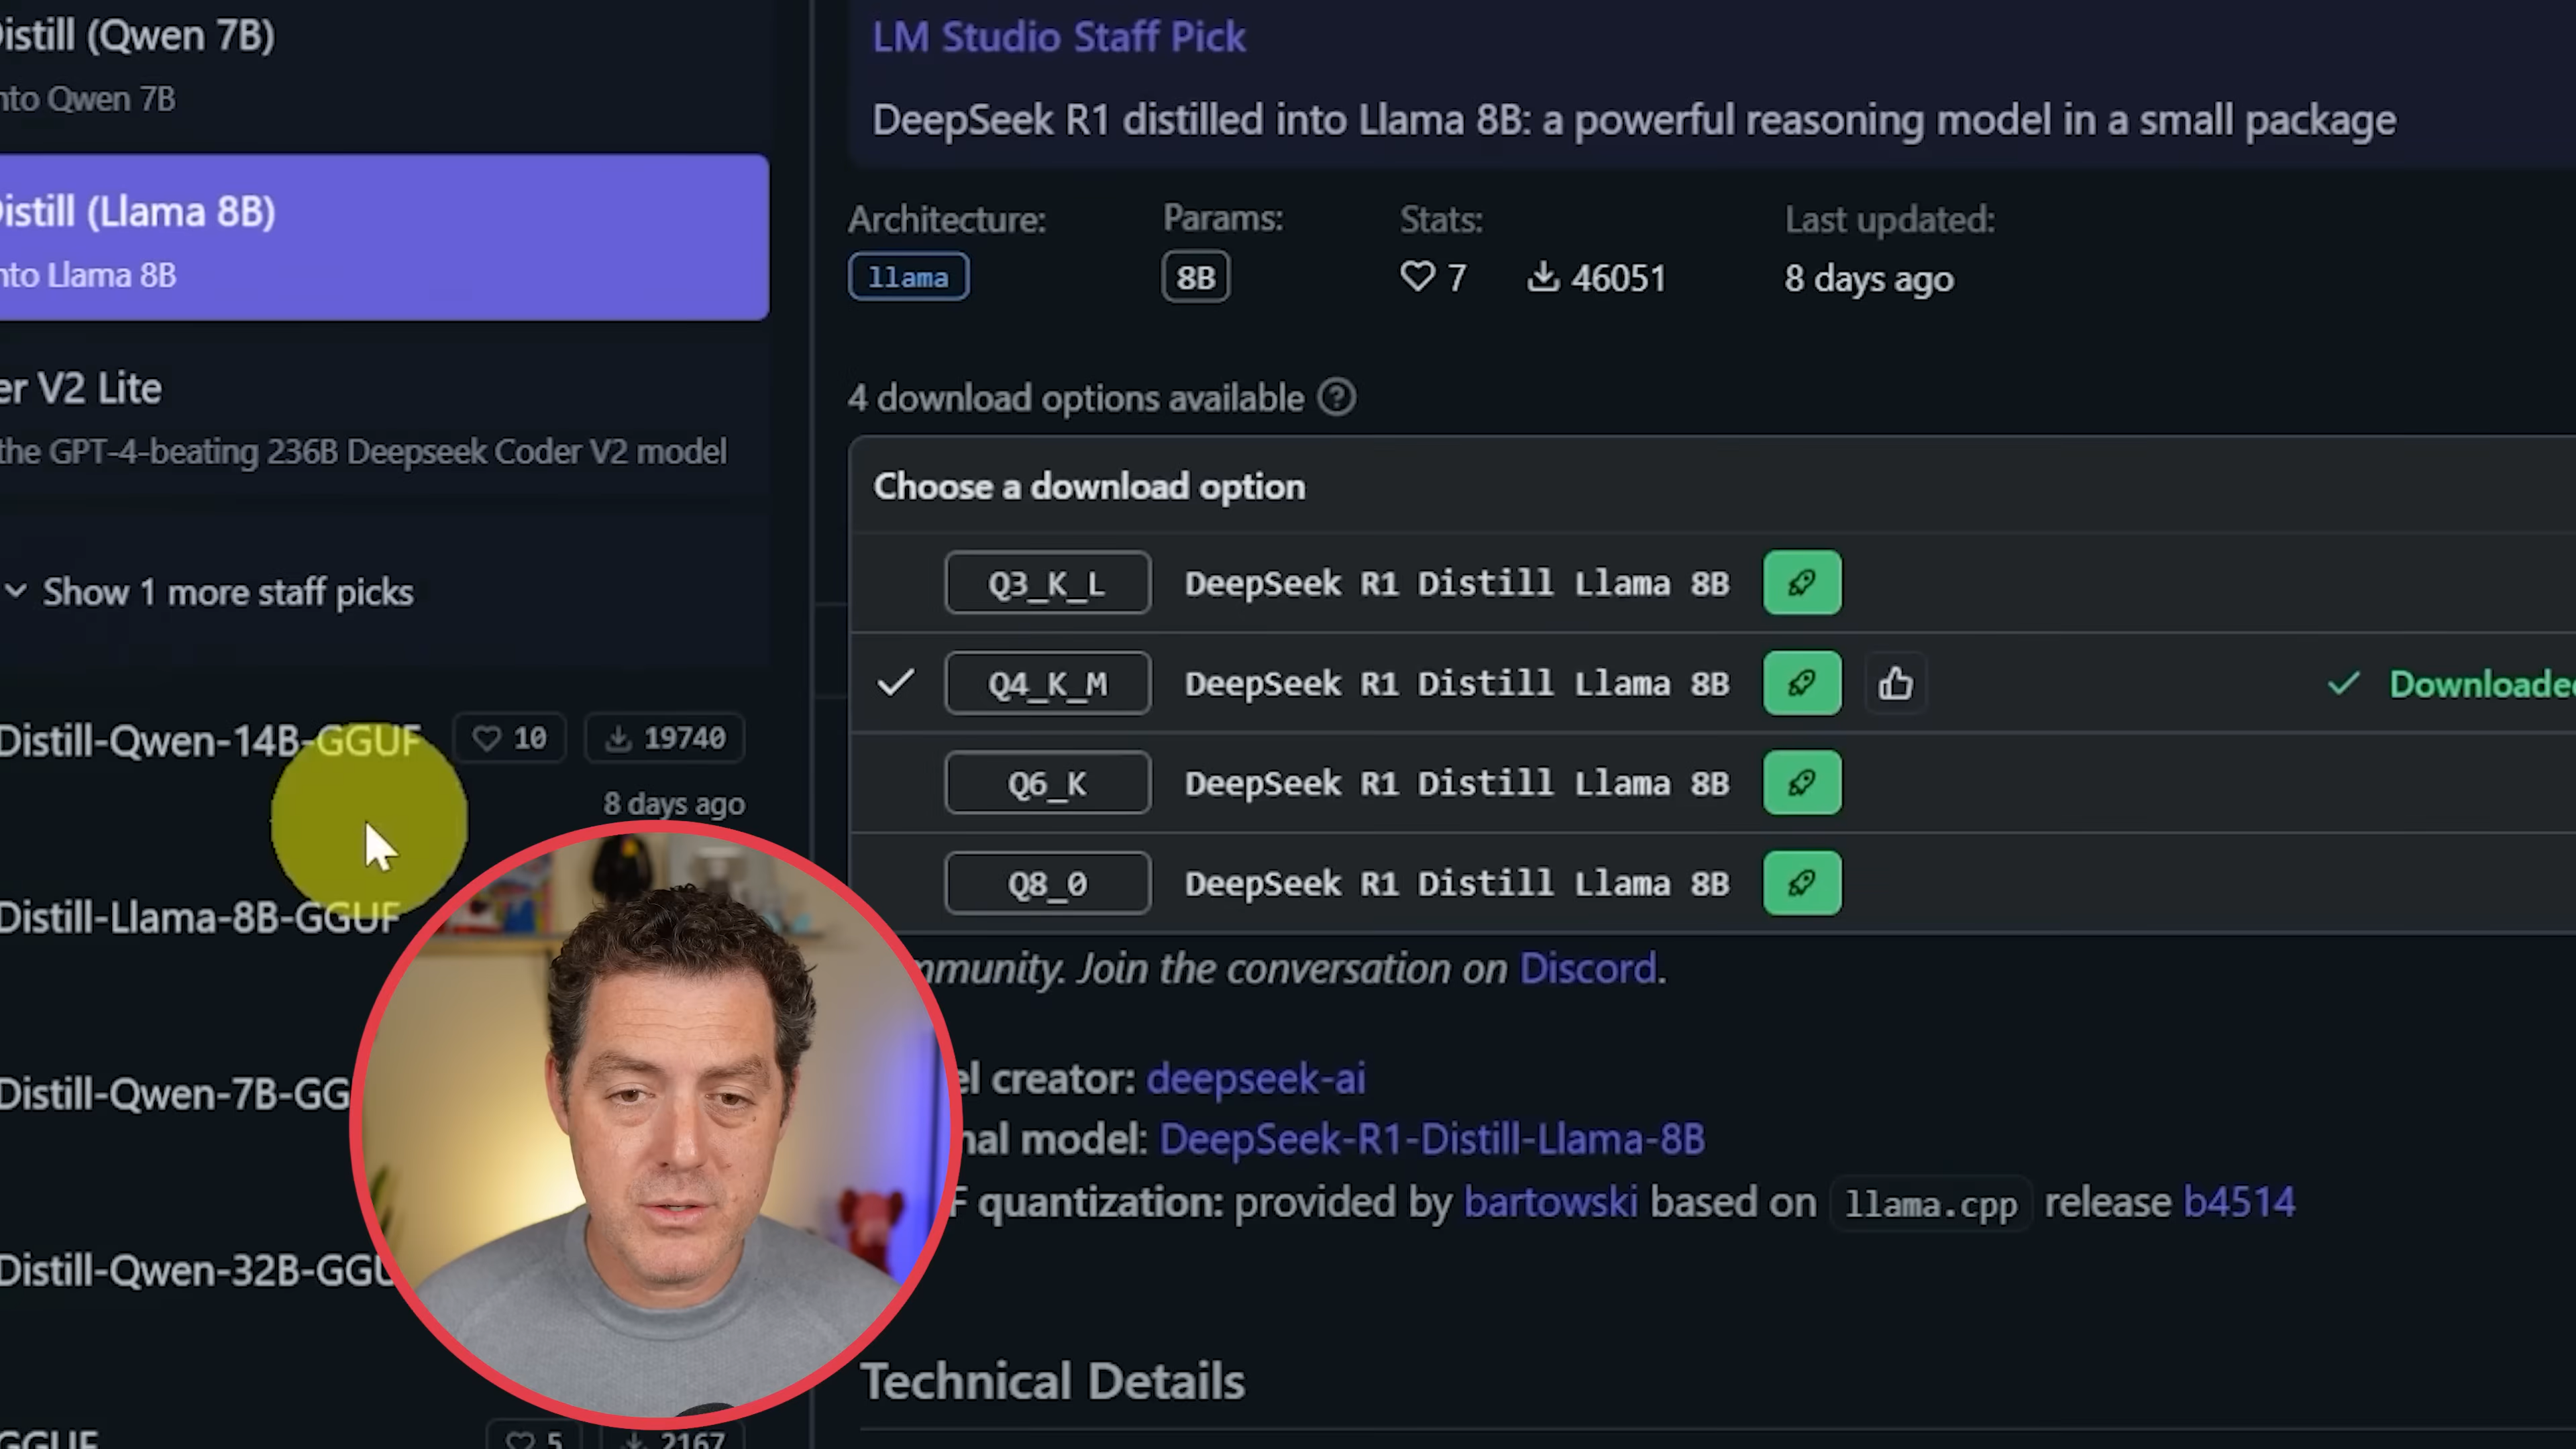 istill (Qwen 7B)
nto Qwen 7B
istill (Llama 8B)
nto Llama 8B
er V2 Lite
the GPT-4-beating 236B Deepseek Coder V2 model
Show 1 more staff picks
Distill-Qwen-14B-GGUF 10 19740
8 days ago
Distill-Llama-8B-GGUF
Distill-Qwen-7B-GG
Distill-Qwen-32B-GGU
GGUF 5 2167
LM Studio Staff Pick
DeepSeek R1 distilled into Llama 8B: a powerful reasoning model in a small package
Architecture: Params: Stats: Last updated:
llama 8B 7 46051 8 days ago
4 download options available ?
Choose a download option
Q3_K_L DeepSeek R1 Distill Llama 8B
Q4_K_M DeepSeek R1 Distill Llama 8B Downloaded
Q6_K DeepSeek R1 Distill Llama 8B
Q8_0 DeepSeek R1 Distill Llama 8B
mmunity. Join the conversation on Discord.
el creator: deepseek-ai
nal model: DeepSeek-R1-Distill-Llama-8B
F quantization: provided by bartowski based on llama.cpp release b4514
Technical Details